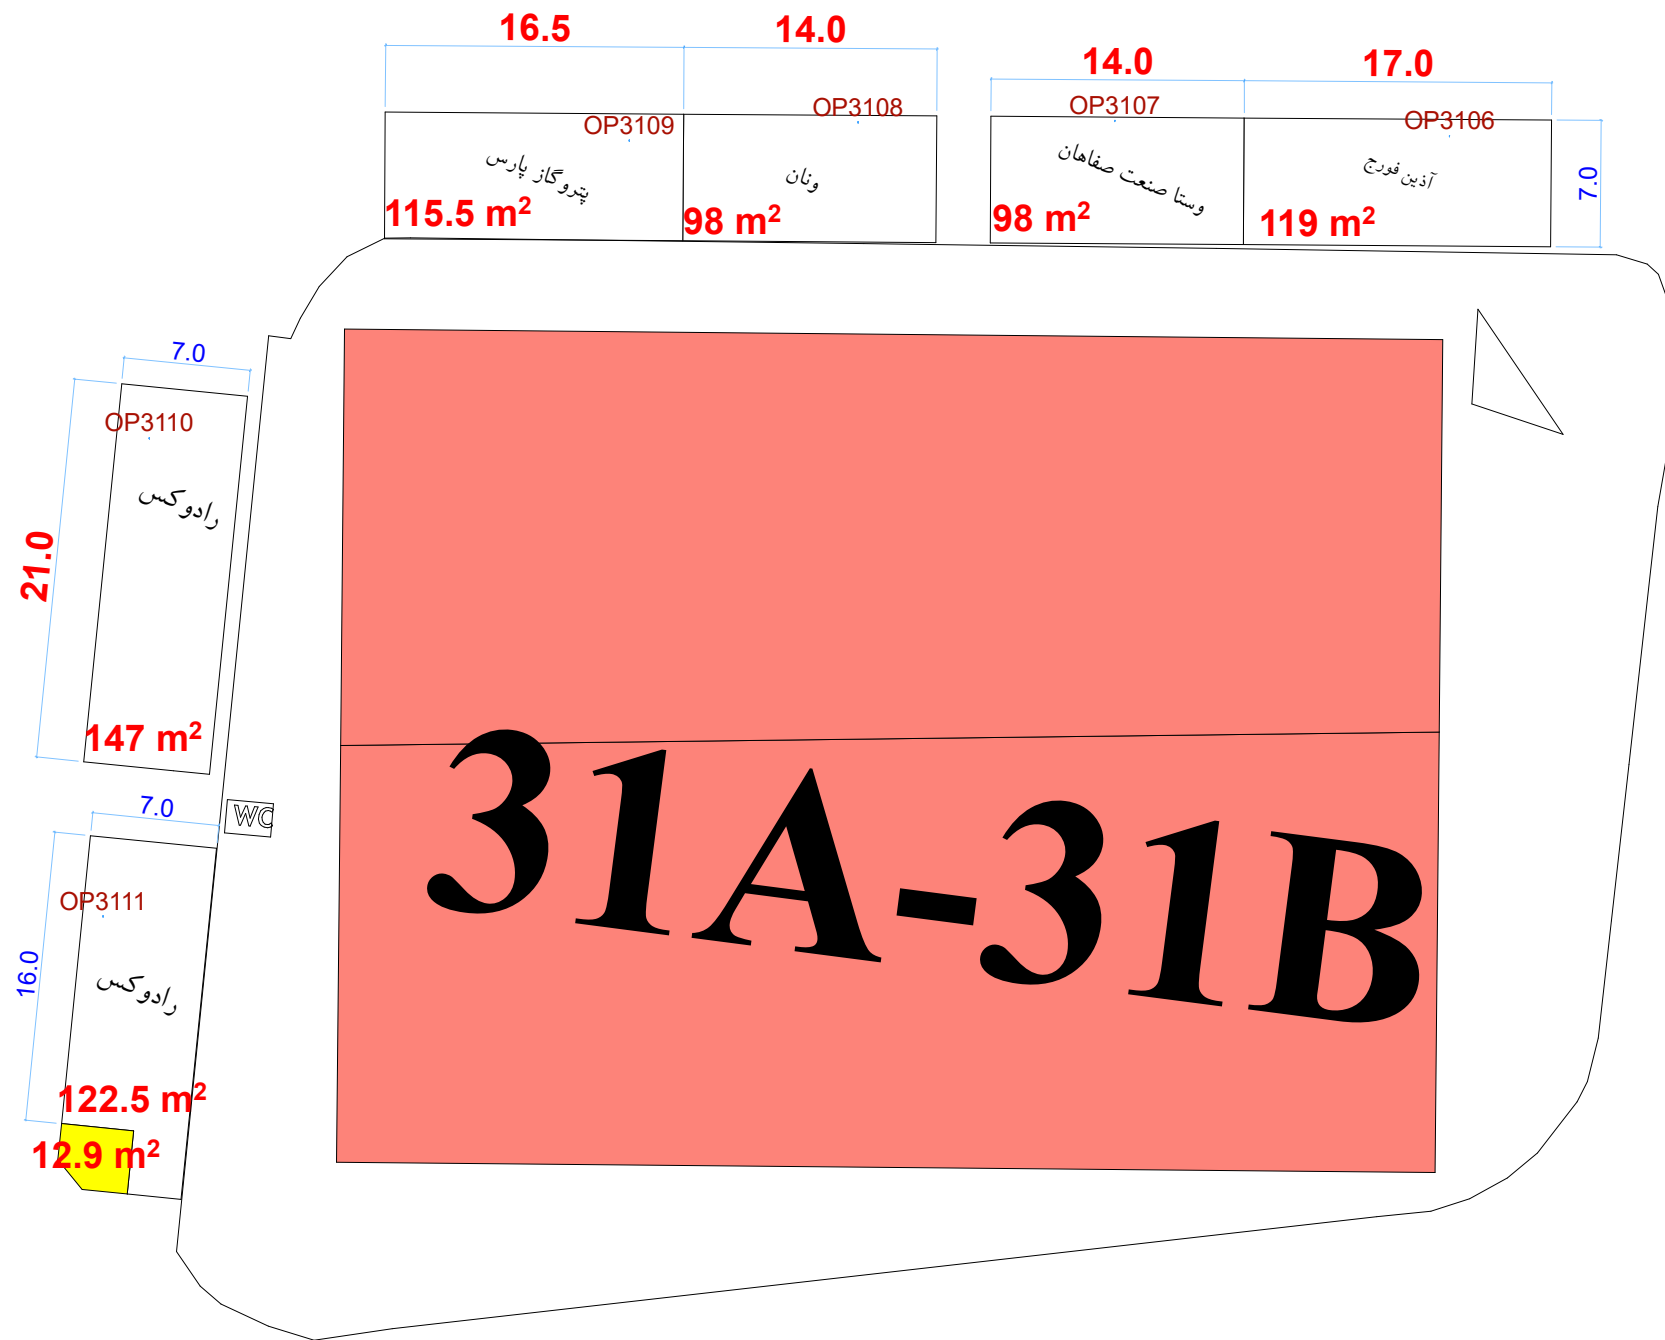 16.5
14.0
14.0
17.0
OP3109
OP3108
OP3107
OP3106
پتروگاز پارس
ونان
وستا صنعت صفاهان
آذین فورج
7.0
115.5 m²
98 m²
98 m²
119 m²
7.0
OP3110
رادوکس
21.0
147 m²
7.0
WC
OP3111
رادوکس
16.0
122.5 m²
12.9 m²
31A-31B